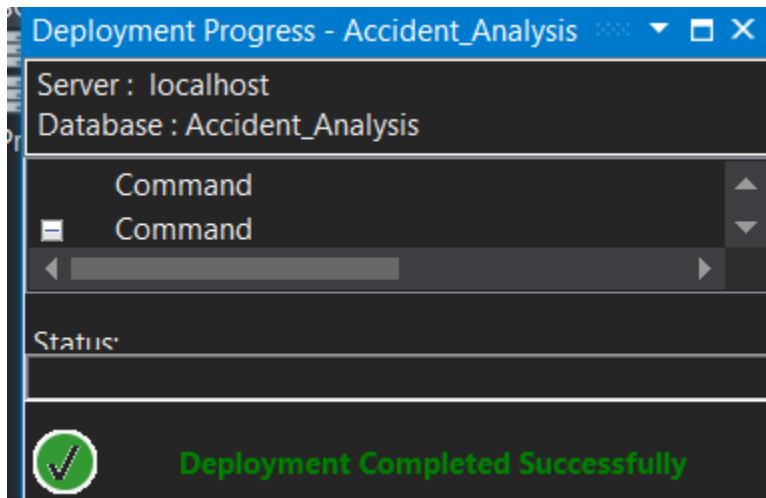 Deployment Progress - Accident_Analysis
Server : localhost
Database : Accident_Analysis
Command
Command
Status:
Deployment Completed Successfully